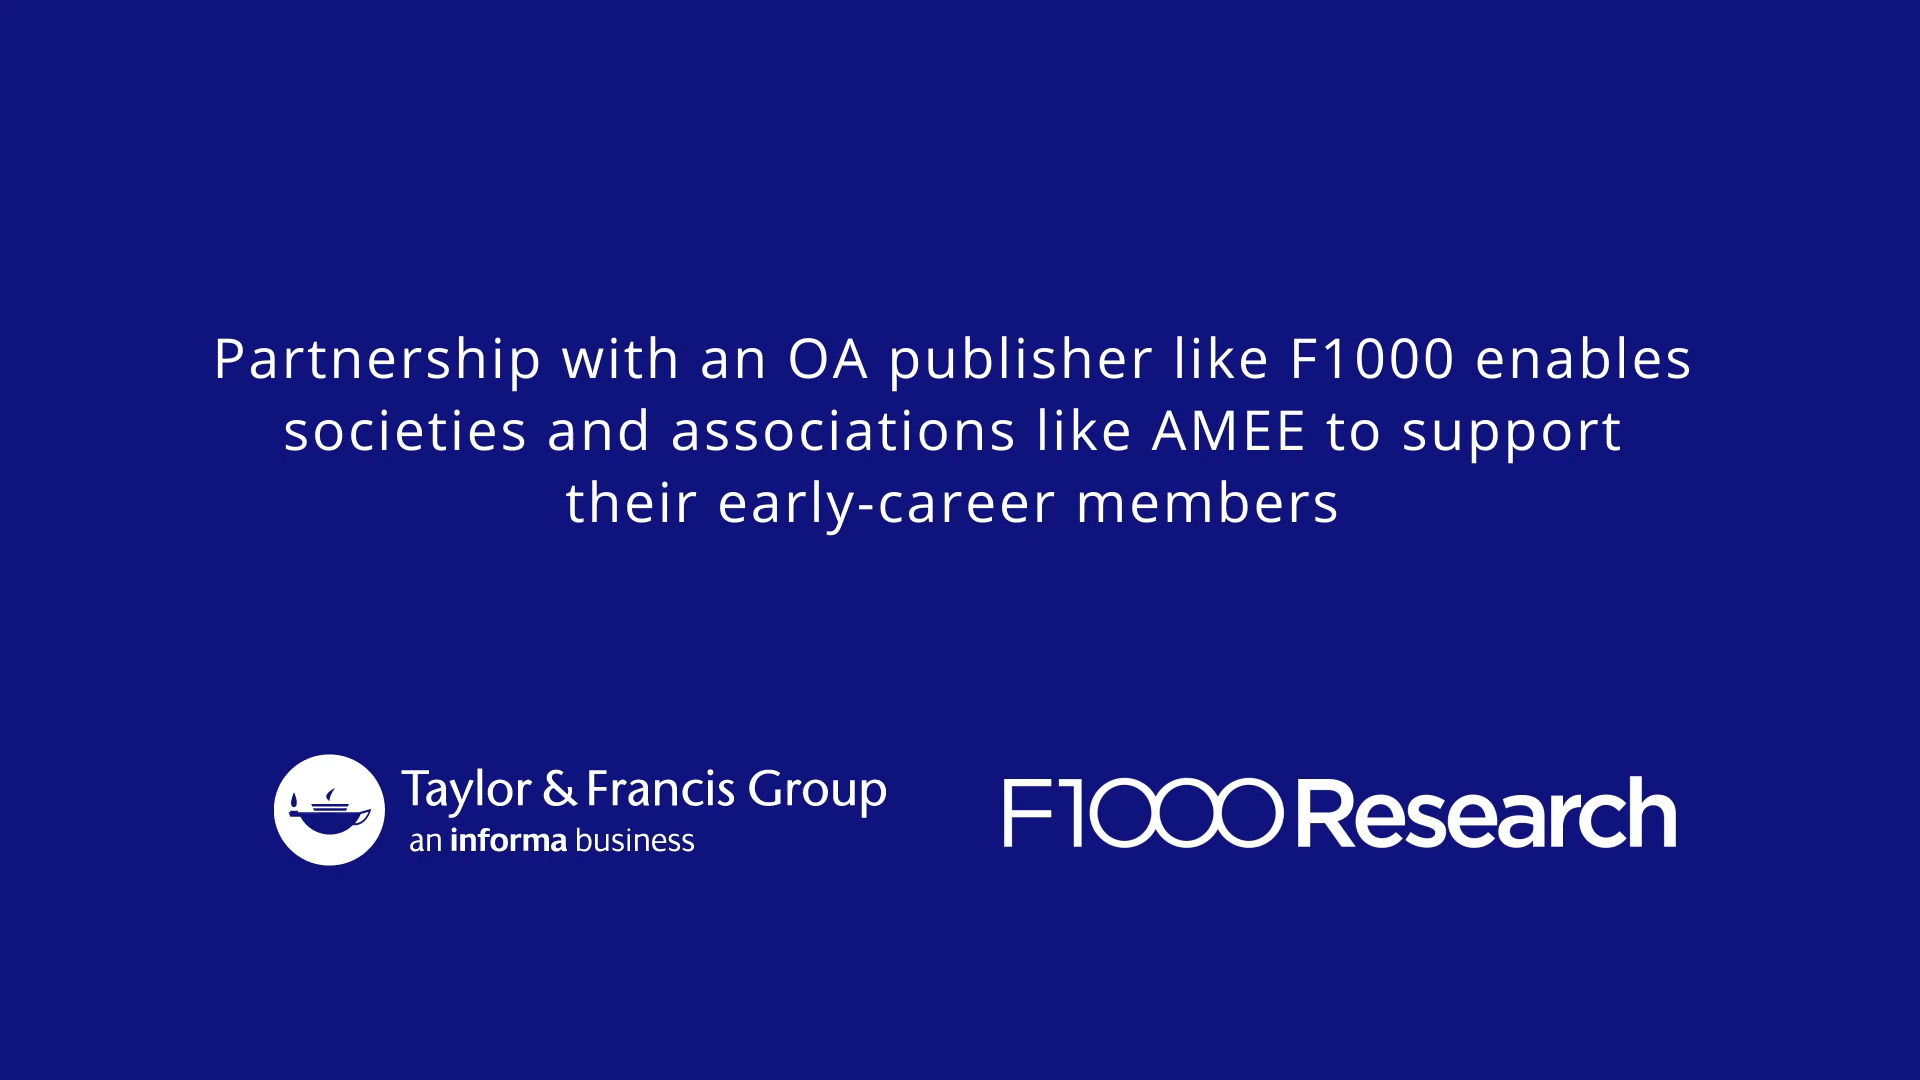 Partnership with an OA publisher like F1000 enables
societies and associations like AMEE to support
their early-career members
Taylor & Francis Group
an informa business
F1000Research